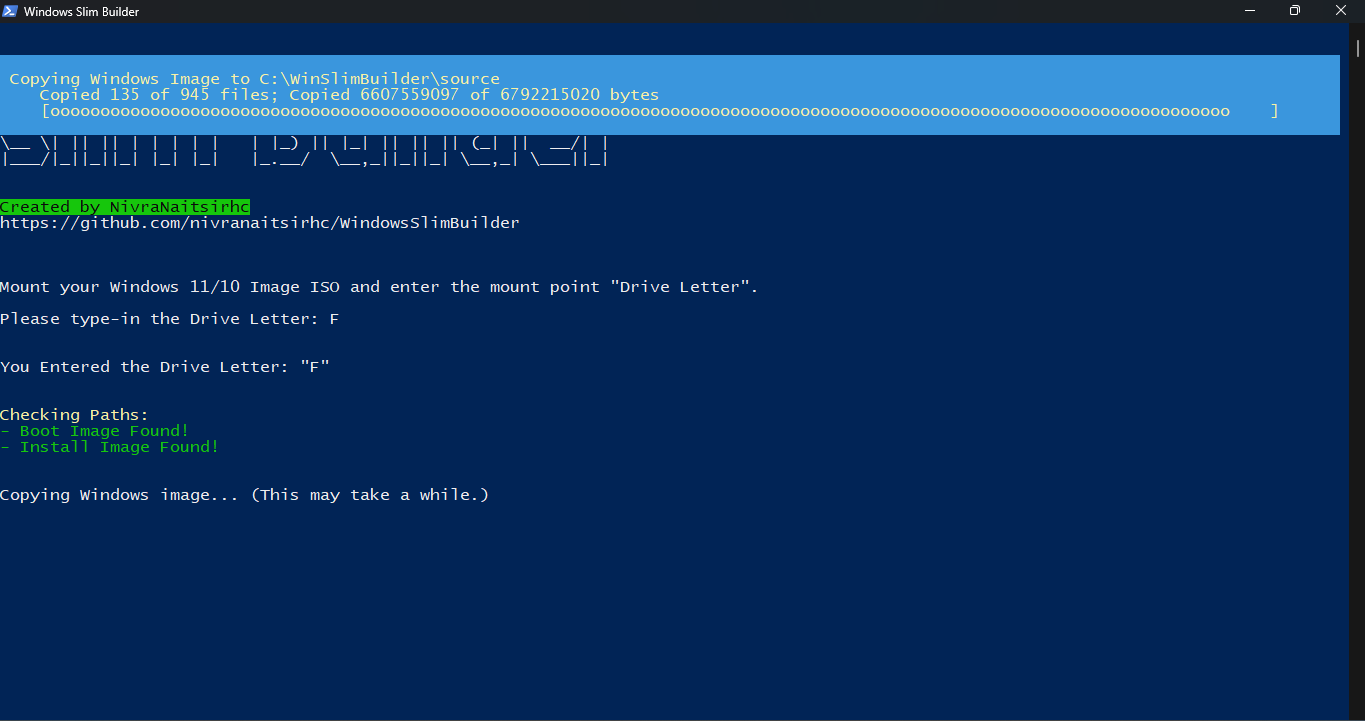 Windows Slim Builder
Copying Windows Image to C:\WinSlimBuilder\source
Copied 135 of 945 files; Copied 6607559097 of 6792215020 bytes
[oooooooooooooooooooooooooooooooooooooooooooooooooooooooooooooooooooooooooooooooooooooooooooooooooooooooooooooooooooooo    ]
\__ \| || || | | | | |   | |_) || |_| || || || (_| ||  __/| |
|___/|_||_||_| |_| |_|   |_.__/  \__,_||_||_| \__,_| \___||_|
Created by NivraNaitsirhc
https://github.com/nivranaitsirhc/WindowsSlimBuilder
Mount your Windows 11/10 Image ISO and enter the mount point "Drive Letter".
Please type-in the Drive Letter: F
You Entered the Drive Letter: "F"
Checking Paths:
- Boot Image Found!
- Install Image Found!
Copying Windows image... (This may take a while.)